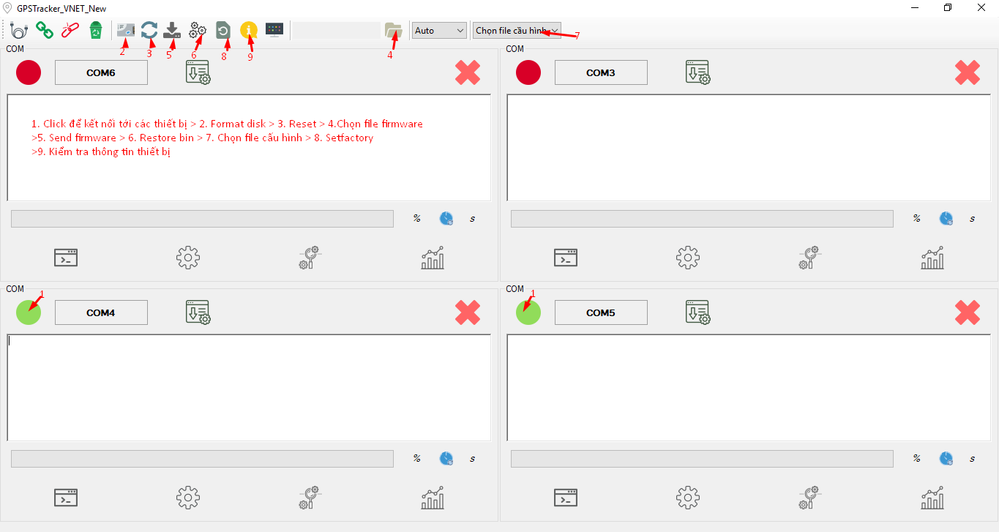 GPSTracker_VNET_New
Auto
Chọn file cầu hình
7
2
3
5
6
8
9
4
COM
COM
COM6
COM3
1. Click để kết nối tới các thiết bị > 2. Format disk > 3. Reset > 4.Chọn file firmware
>5. Send firmware > 6. Restore bin > 7. Chọn file cấu hình > 8. Setfactory
>9. Kiểm tra thông tin thiết bị
% s
% s
COM
COM
1
1
COM4
COM5
% s
% s